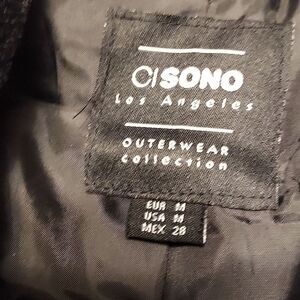 CISONO
Los Angeles
OUTERWEAR
collection
EUR M
USA M
MEX 28